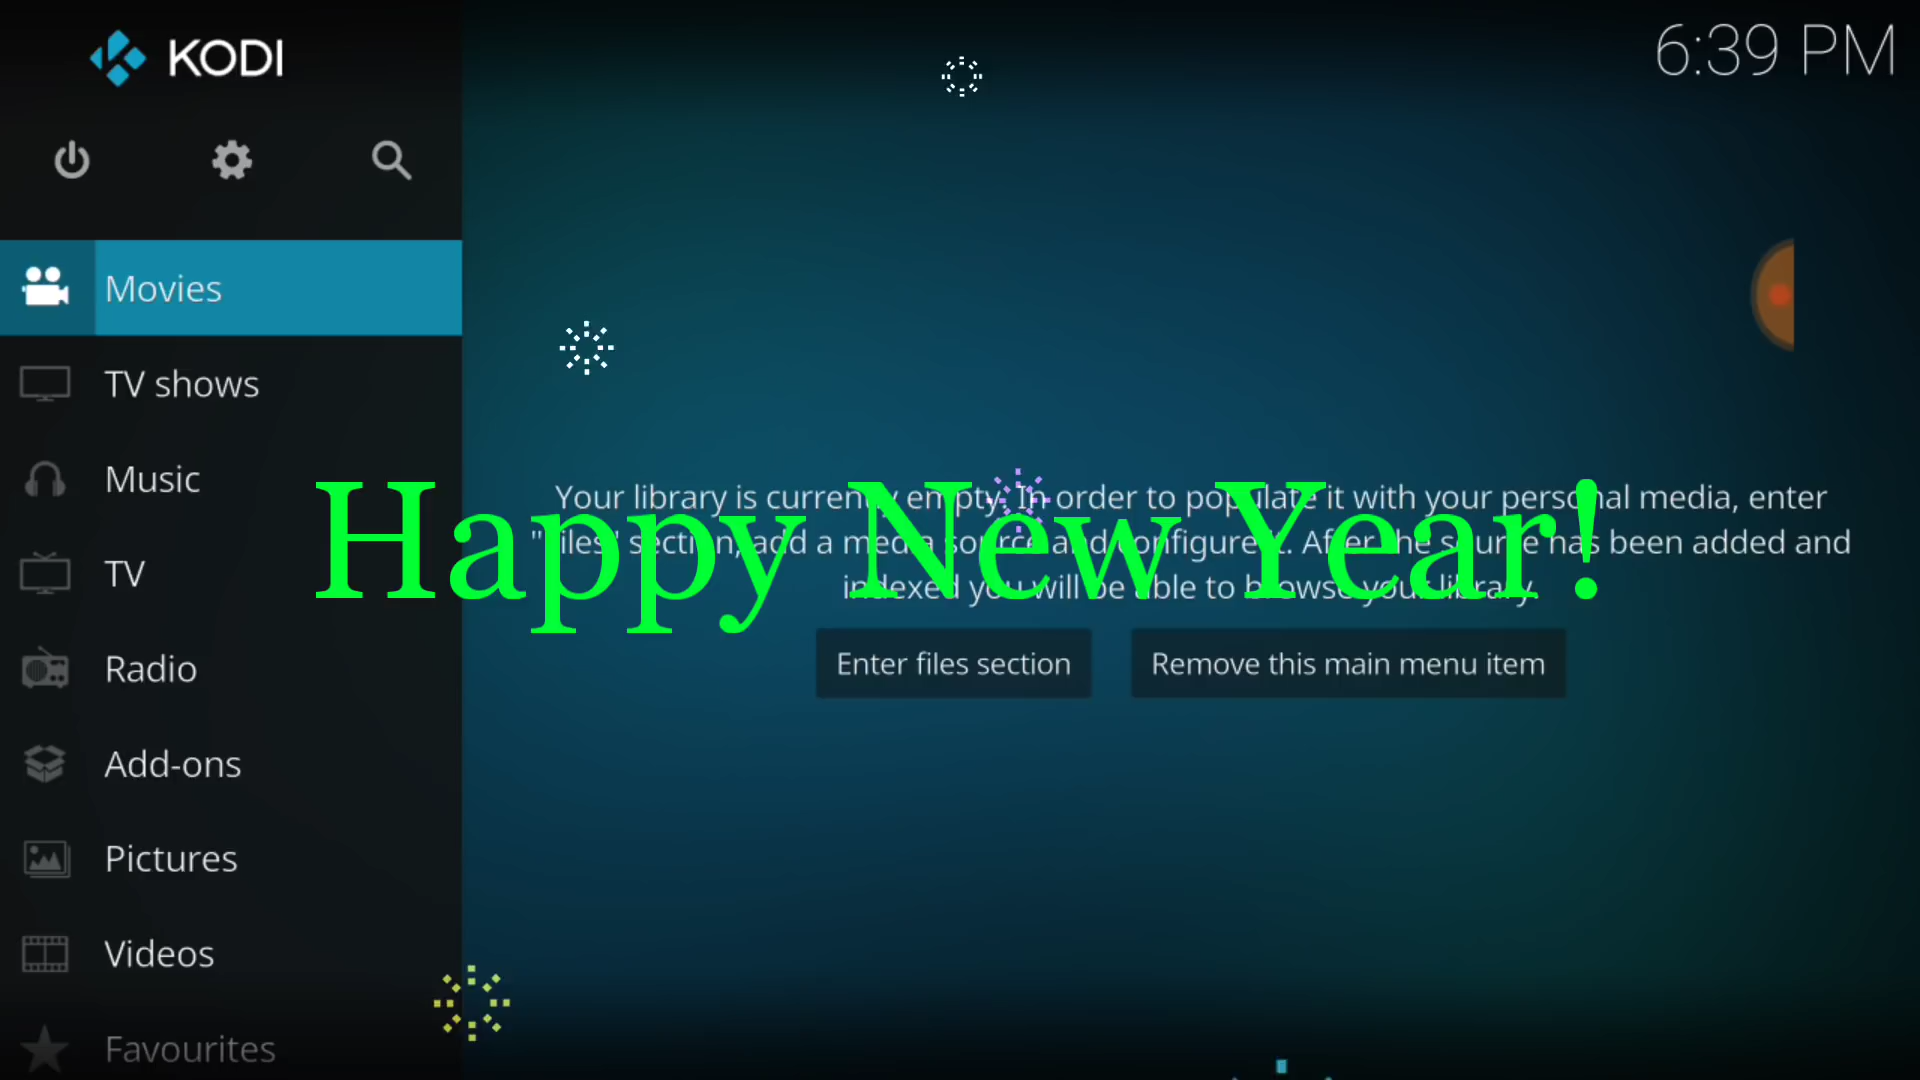 KODI
6:39 PM
Movies
TV shows
Music
TV
Radio
Add-ons
Pictures
Videos
Favourites
Your library is currently empty. In order to populate it with your personal media, enter
"Files" section, add a media source and configure it. After the source has been added and
indexed you will be able to browse your library.
Happy New Year!
Enter files section
Remove this main menu item